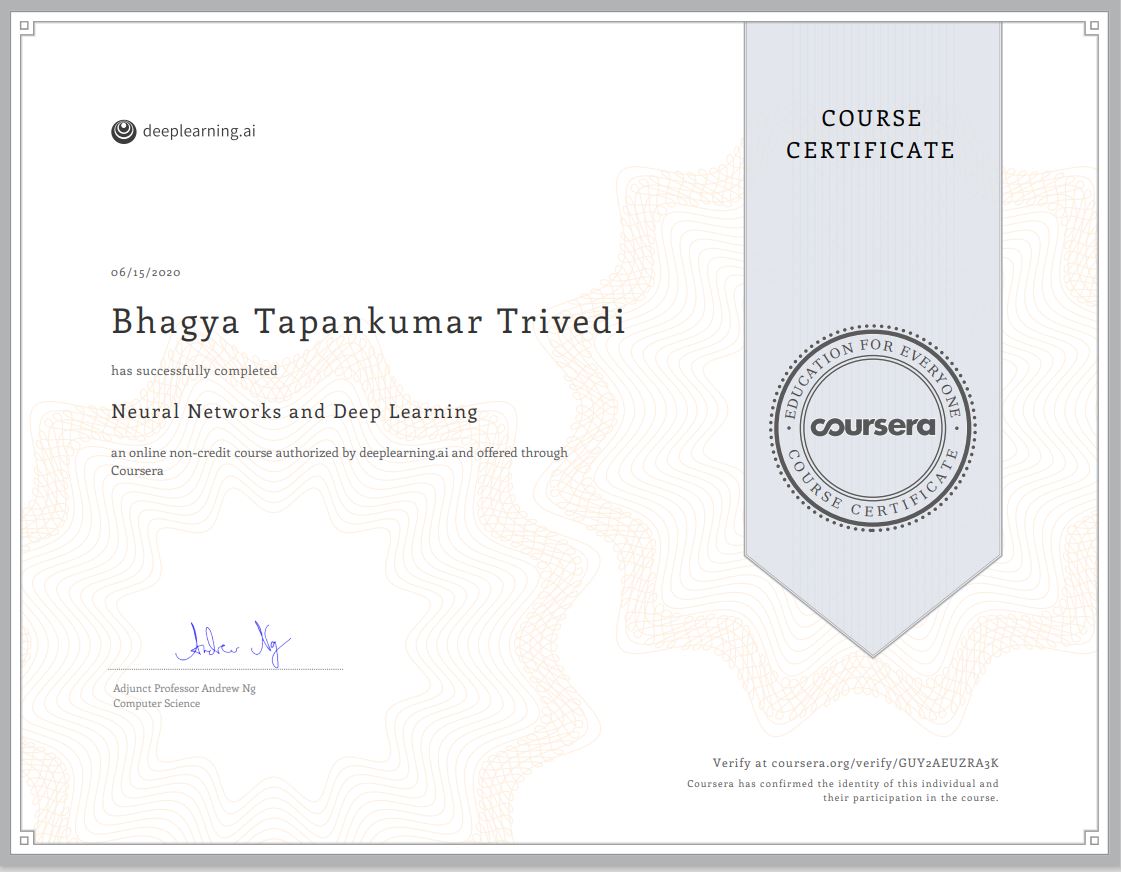 deeplearning.ai
COURSE
CERTIFICATE
06/15/2020
Bhagya Tapankumar Trivedi
has successfully completed
Neural Networks and Deep Learning
an online non-credit course authorized by deeplearning.ai and offered through
Coursera
EDUCATION FOR EVERYONE
coursera
COURSE CERTIFICATE
Andrew Ng
Adjunct Professor Andrew Ng
Computer Science
Verify at coursera.org/verify/GUY2AEUZRA3K
Coursera has confirmed the identity of this individual and
their participation in the course.